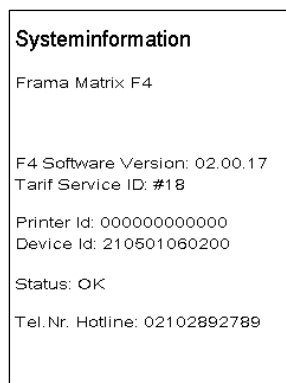 Systeminformation
Frama Matrix F4
F4 Software Version: 02.00.17
Tarif Service ID: #18
Printer Id: 000000000000
Device Id: 210501060200
Status: OK
Tel.Nr. Hotline: 02102892789